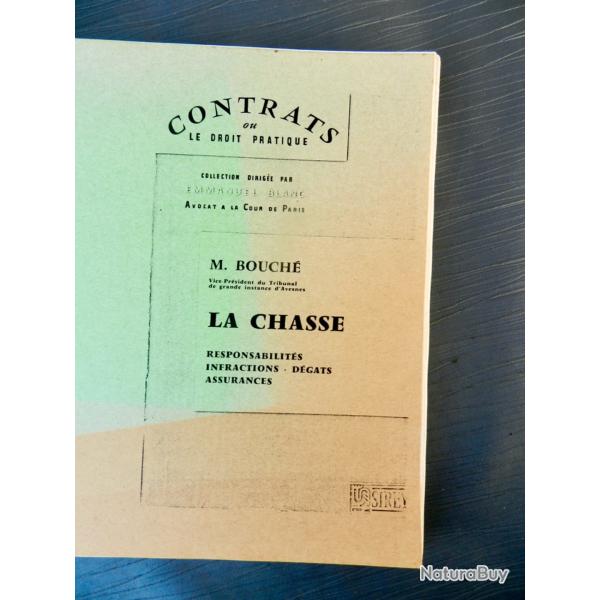 CONTRATS
ou
LE DROIT PRATIQUE
COLLECTION DIRIGÉE PAR
EMMANUEL BLANC
AVOCAT A LA COUR DE PARIS
M. BOUCHÉ
Vice-Président du Tribunal
de grande instance d'Avesnes
LA CHASSE
RESPONSABILITÉS
INFRACTIONS - DÉGATS
ASSURANCES
SIREY
NaturaBuy